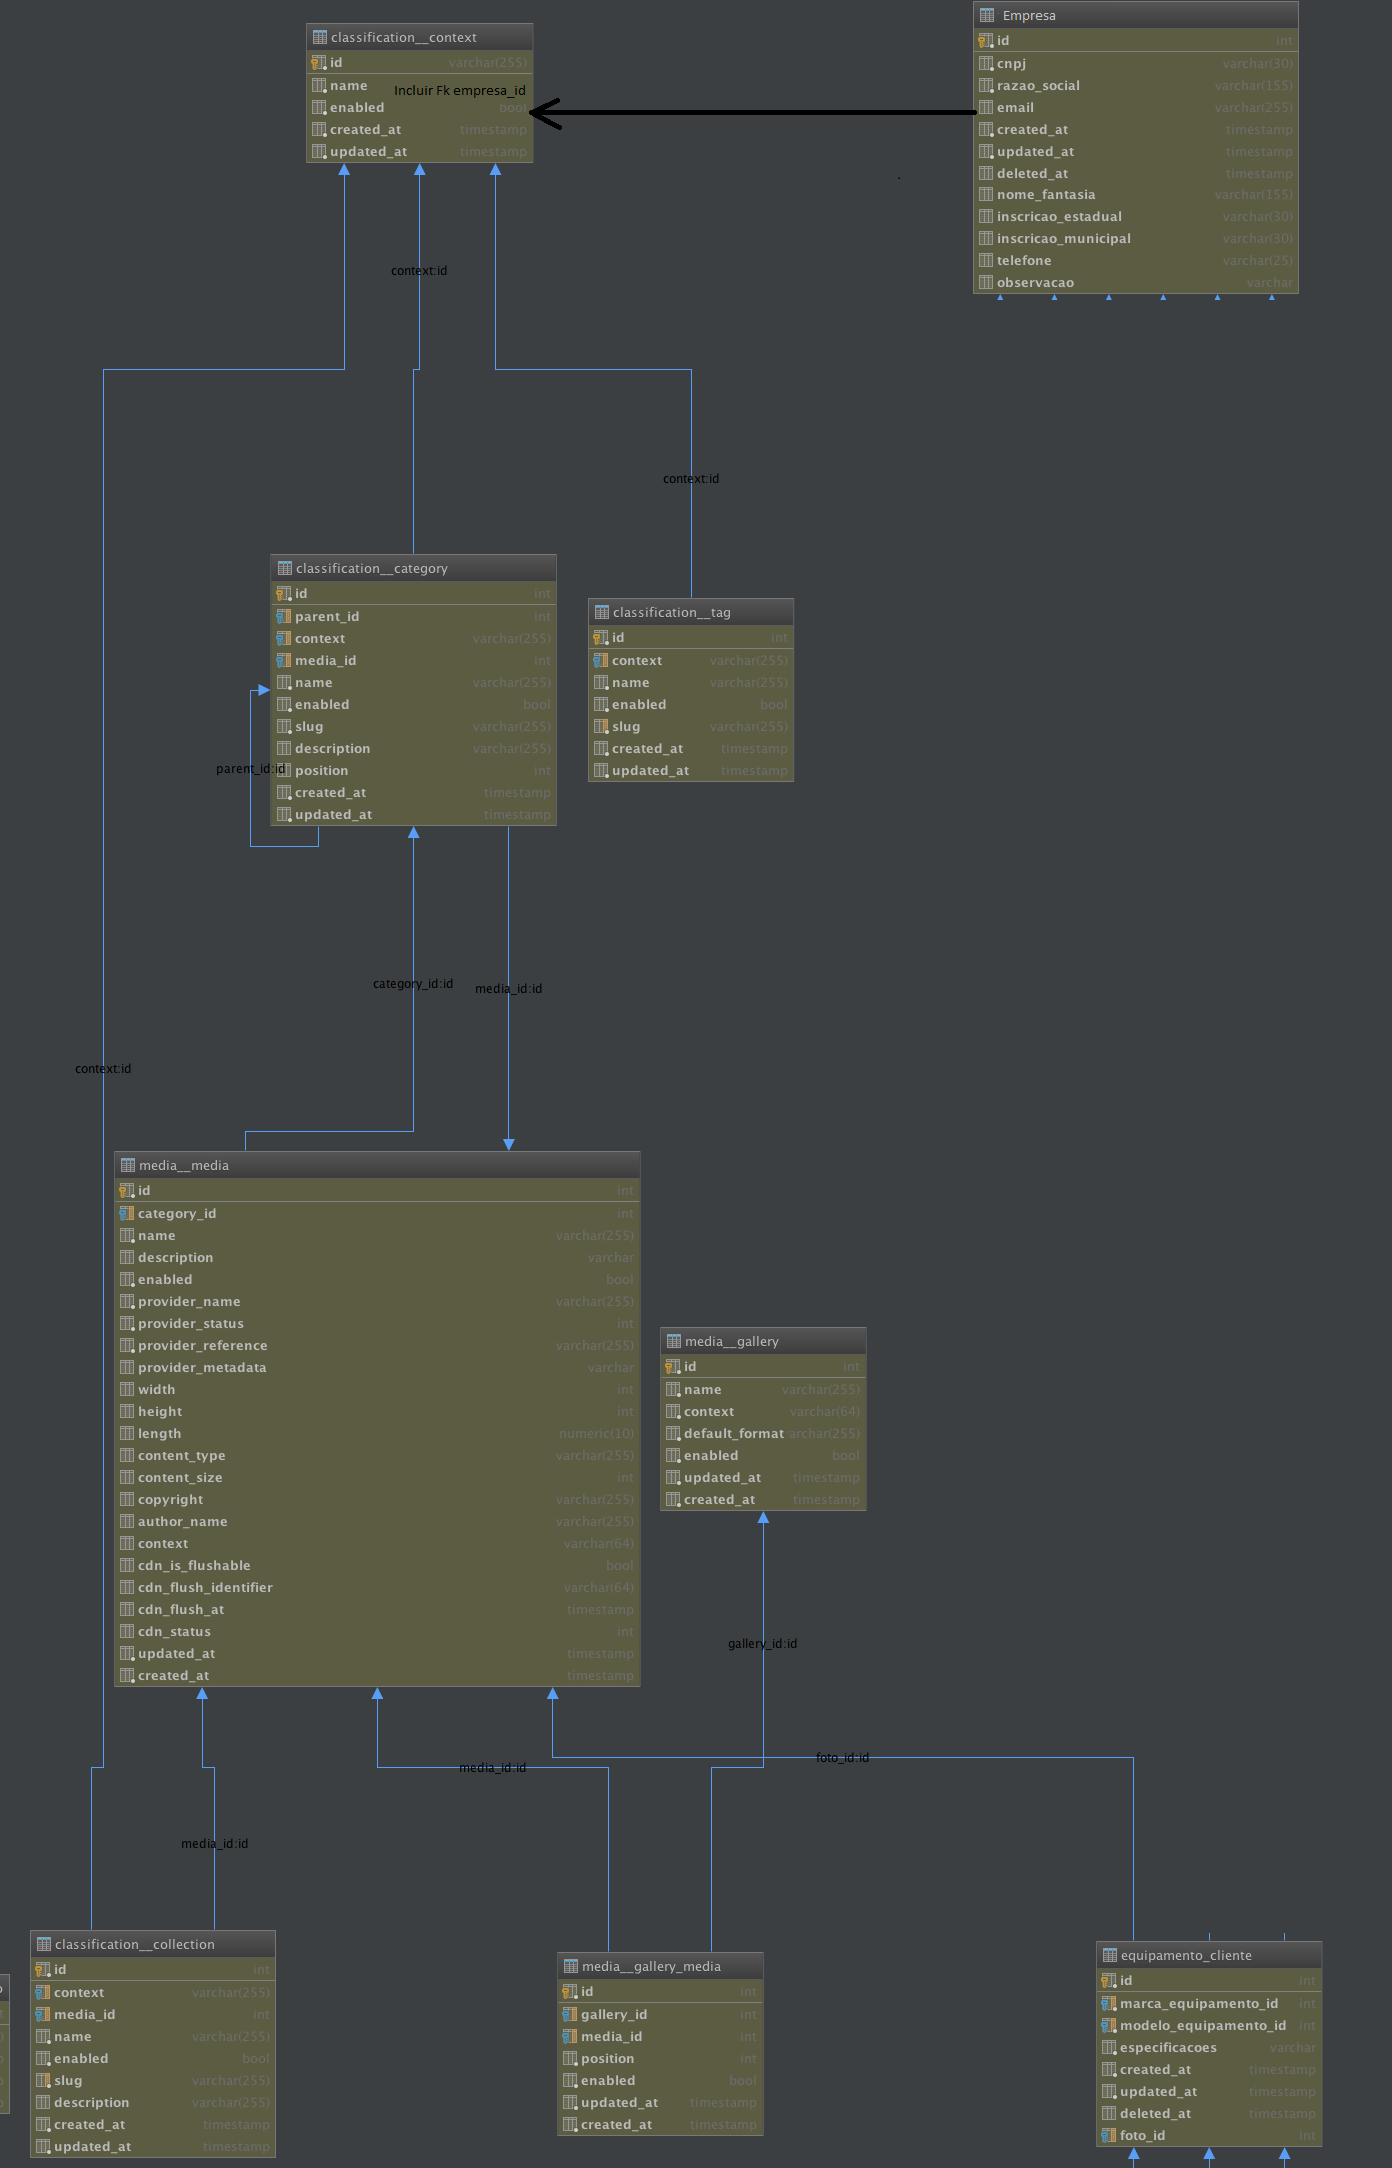 classification__context
id varchar(255)
name
Incluir Fk empresa_id
enabled bool
created_at timestamp
updated_at timestamp
Empresa
id int
cnpj varchar(30)
razao_social varchar(155)
email varchar(255)
created_at timestamp
updated_at timestamp
deleted_at timestamp
nome_fantasia varchar(155)
inscricao_estadual varchar(30)
inscricao_municipal varchar(30)
telefone varchar(25)
observacao varchar
context:id
context:id
classification__category
id int
parent_id int
context varchar(255)
media_id int
name varchar(255)
enabled bool
slug varchar(255)
description varchar(255)
position int
created_at timestamp
updated_at timestamp
parent_id:id
classification__tag
id int
context varchar(255)
name varchar(255)
enabled bool
slug varchar(255)
created_at timestamp
updated_at timestamp
category_id:id
media_id:id
context:id
media__media
id int
category_id int
name varchar(255)
description varchar
enabled bool
provider_name varchar(255)
provider_status int
provider_reference varchar(255)
provider_metadata varchar
width int
height int
length numeric(10)
content_type varchar(255)
content_size int
copyright varchar(255)
author_name varchar(255)
context varchar(64)
cdn_is_flushable bool
cdn_flush_identifier varchar(64)
cdn_flush_at timestamp
cdn_status int
updated_at timestamp
created_at timestamp
media__gallery
id int
name varchar(255)
context varchar(64)
default_format archar(255)
enabled bool
updated_at timestamp
created_at timestamp
gallery_id:id
foto_id:id
media_id:id
media_id:id
classification__collection
id int
context varchar(255)
media_id int
name varchar(255)
enabled bool
slug varchar(255)
description varchar(255)
created_at timestamp
updated_at timestamp
media__gallery_media
id int
gallery_id int
media_id int
position int
enabled bool
updated_at timestamp
created_at timestamp
equipamento_cliente
id int
marca_equipamento_id int
modelo_equipamento_id int
especificacoes varchar
created_at timestamp
updated_at timestamp
deleted_at timestamp
foto_id int